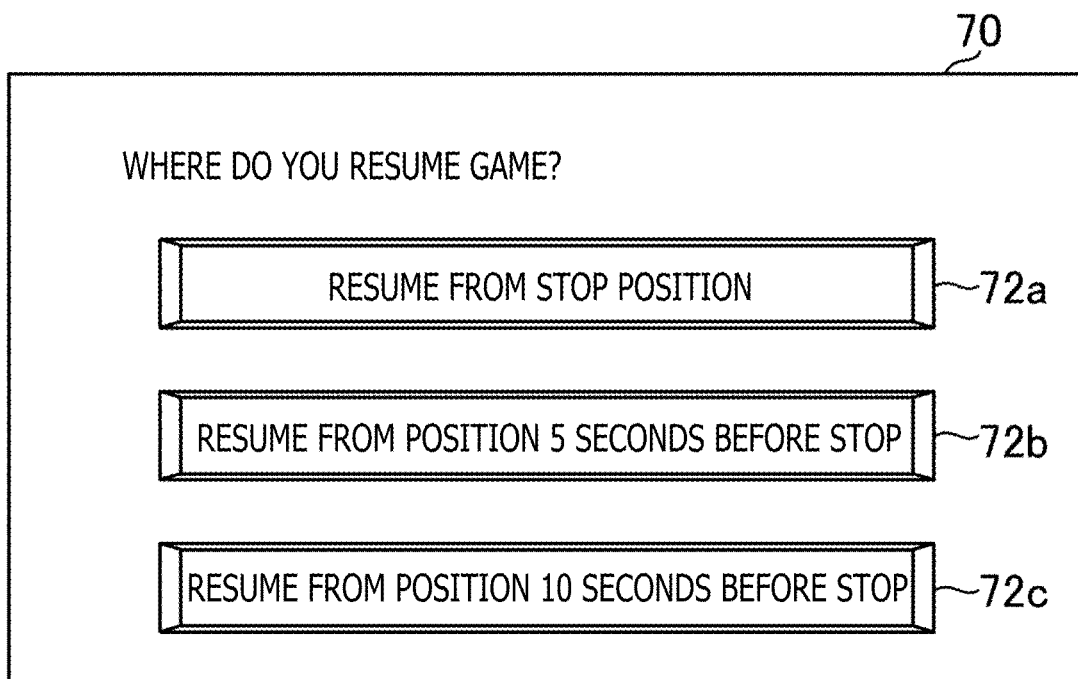 70
WHERE DO YOU RESUME GAME?
RESUME FROM STOP POSITION
72a
RESUME FROM POSITION 5 SECONDS BEFORE STOP
72b
RESUME FROM POSITION 10 SECONDS BEFORE STOP
72c